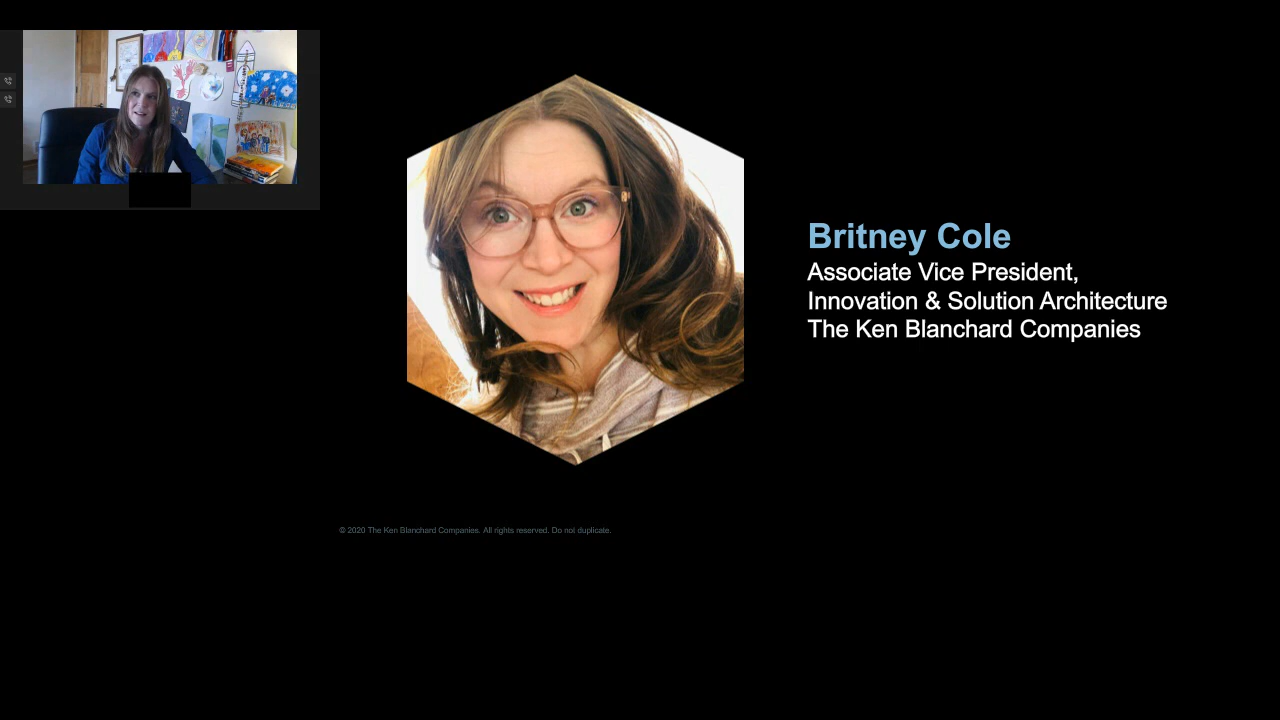 Britney Cole
Associate Vice President,
Innovation & Solution Architecture
The Ken Blanchard Companies
© 2020 The Ken Blanchard Companies. All rights reserved. Do not duplicate.